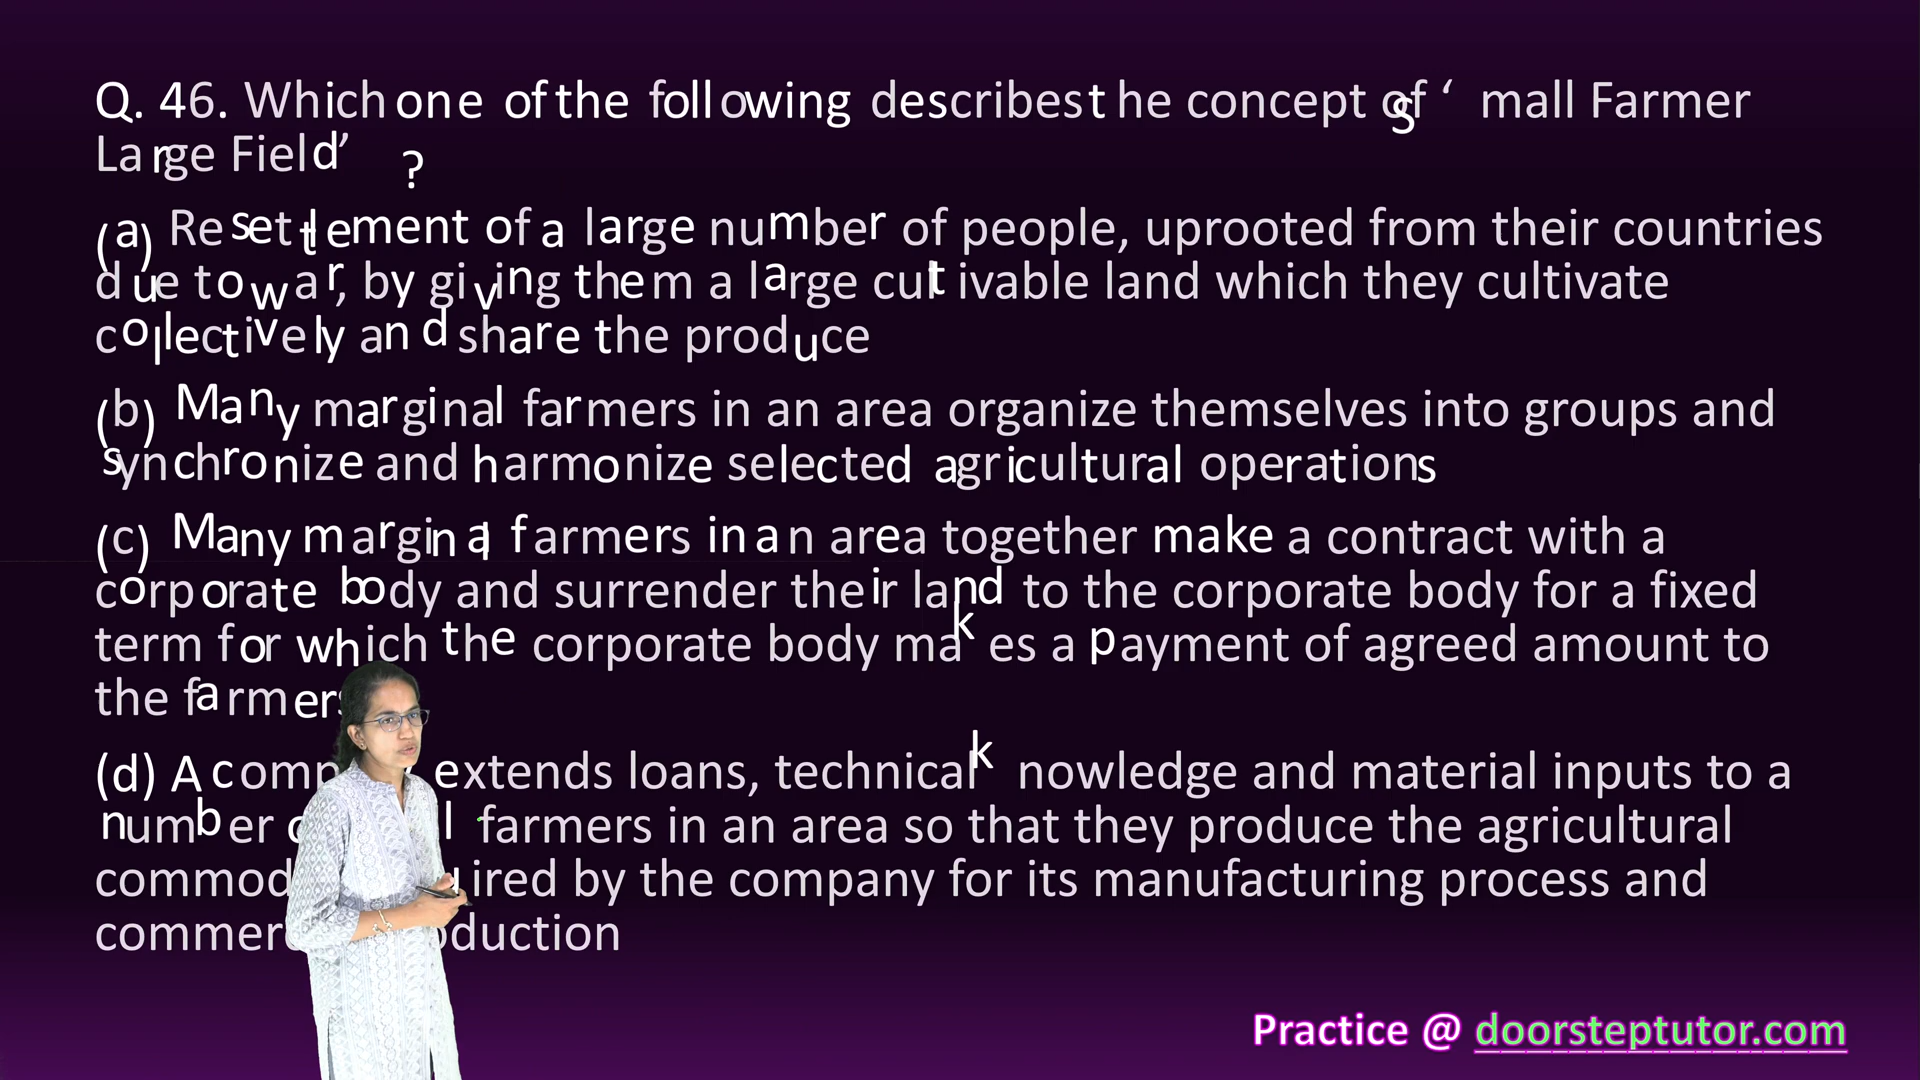 Q. 46. Which one of the following describes the concept of ‘Small Farmer
Large Field’?
(a) Resettlement of a large number of people, uprooted from their countries
due to war, by giving them a large cultivable land which they cultivate
collectively and share the produce
(b) Many marginal farmers in an area organize themselves into groups and
synchronize and harmonize selected agricultural operations
(c) Many marginal farmers in an area together make a contract with a
corporate body and surrender their land to the corporate body for a fixed
term for which the corporate body makes a payment of agreed amount to
the farmers
(d) A extends loans, technical knowledge and material inputs to a
number farmers in an area so that they produce the agricultural
by the company for its manufacturing process and
Practice @ doorsteptutor.com